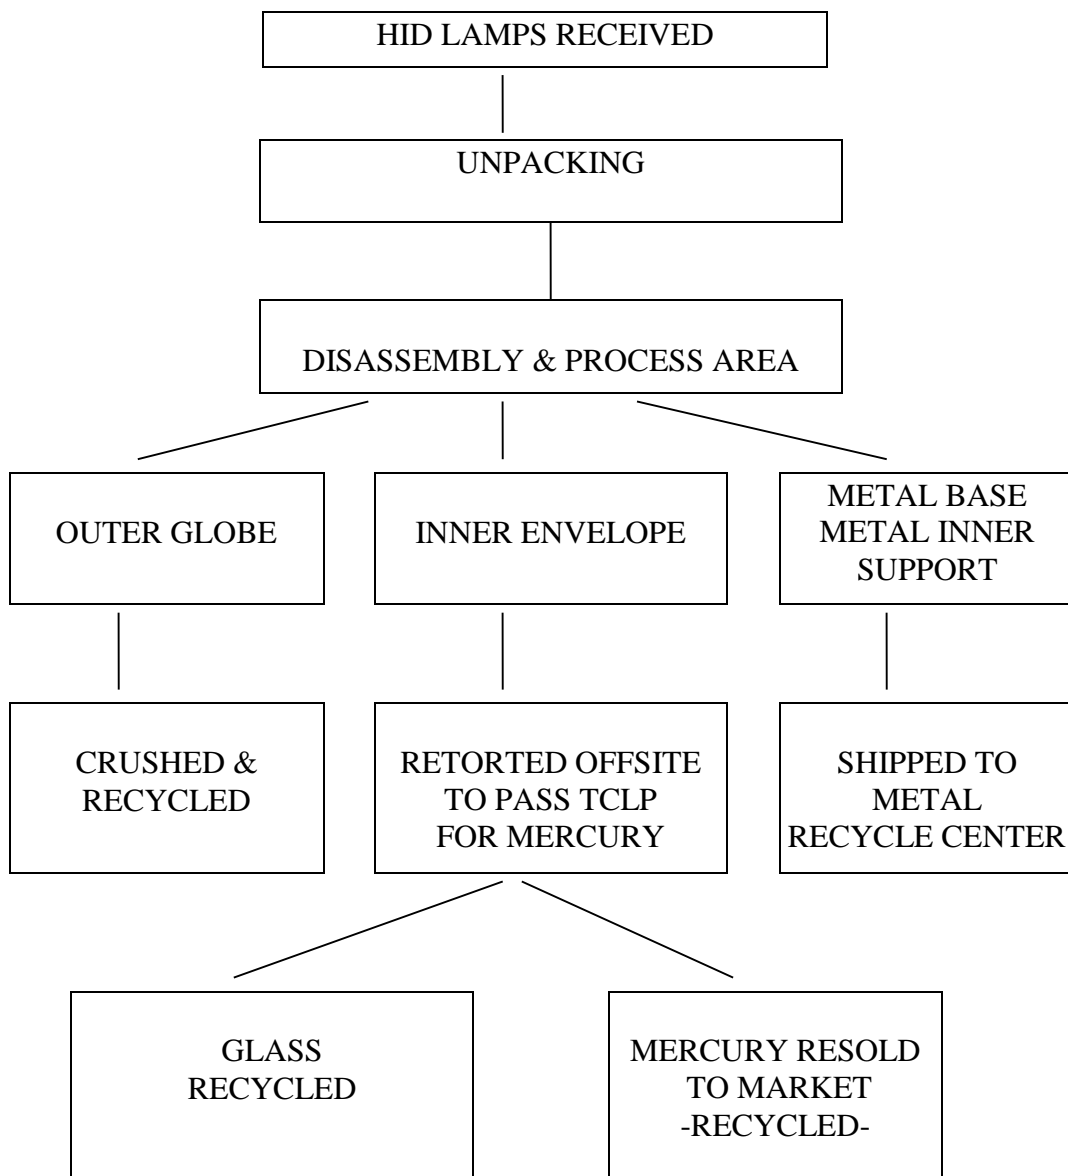 HID LAMPS RECEIVED
UNPACKING
DISASSEMBLY & PROCESS AREA
OUTER GLOBE
INNER ENVELOPE
METAL BASE
METAL INNER
SUPPORT
CRUSHED &
RECYCLED
RETORTED OFFSITE
TO PASS TCLP
FOR MERCURY
SHIPPED TO
METAL
RECYCLE CENTER
GLASS
RECYCLED
MERCURY RESOLD
TO MARKET
-RECYCLED-